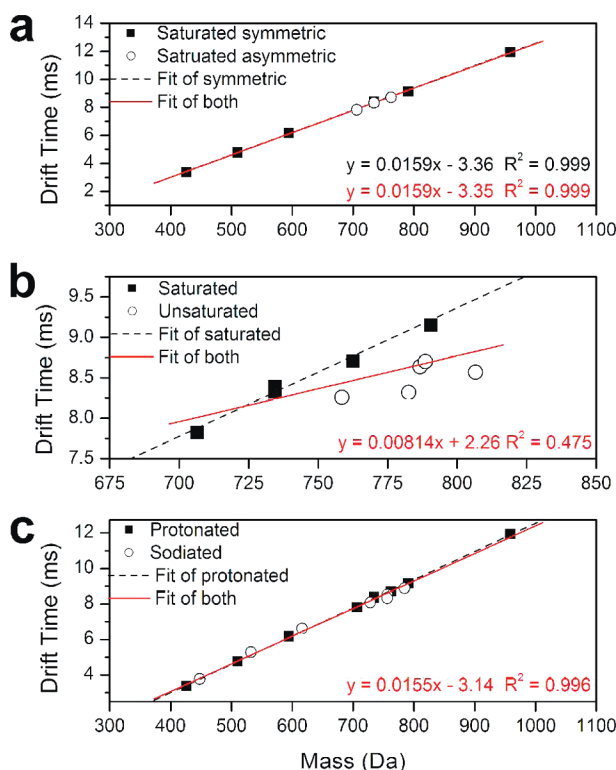 a
Drift Time (ms)
14
12
10
8
6
4
2
Saturated symmetric
Satruated asymmetric
Fit of symmetric
Fit of both
y = 0.0159x - 3.36 R² = 0.999
y = 0.0159x - 3.35 R² = 0.999
300 400 500 600 700 800 900 1000 1100
b
Drift Time (ms)
9.5
9.0
8.5
8.0
7.5
Saturated
Unsaturated
Fit of saturated
Fit of both
y = 0.00814x + 2.26 R² = 0.475
675 700 725 750 775 800 825 850
c
Drift Time (ms)
12
10
8
6
4
Protonated
Sodiated
Fit of protonated
Fit of both
y = 0.0155x - 3.14 R² = 0.996
300 400 500 600 700 800 900 1000 1100
Mass (Da)